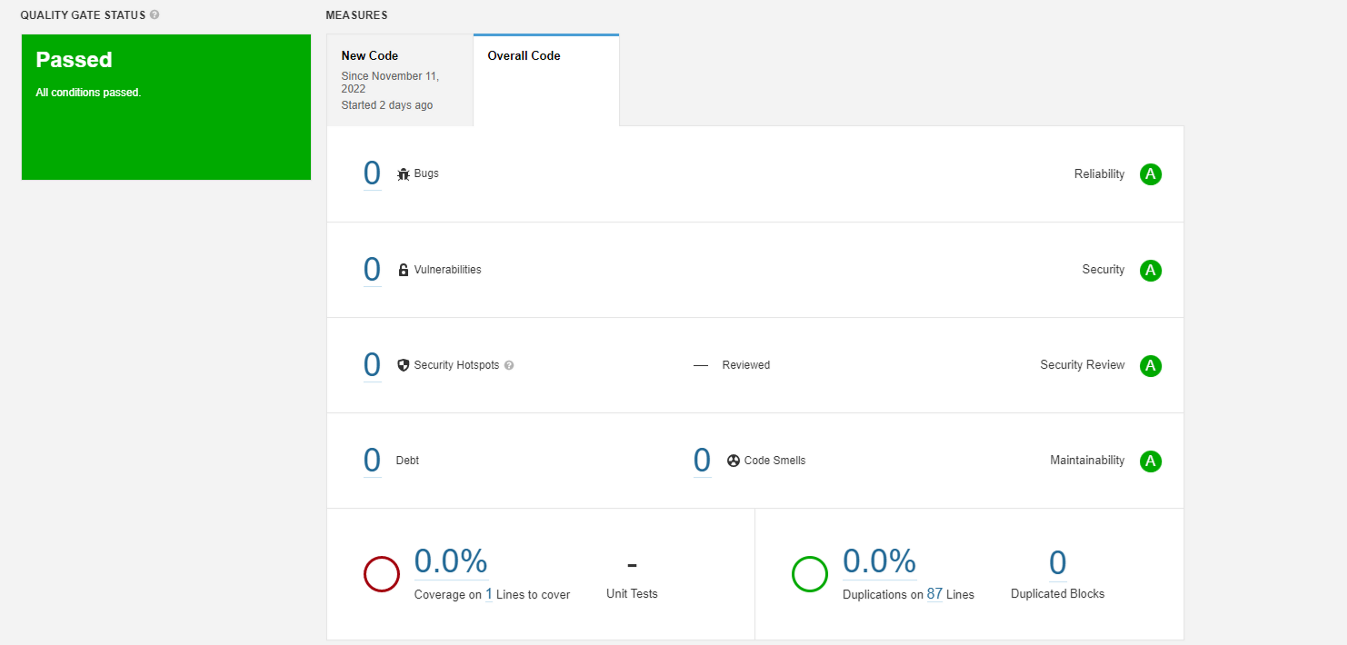 QUALITY GATE STATUS ?
MEASURES
Passed
All conditions passed.
New Code
Since November 11,
2022
Started 2 days ago
Overall Code
0 Bugs
Reliability A
0 Vulnerabilities
Security A
0 Security Hotspots ?
— Reviewed
Security Review A
0 Debt
0 Code Smells
Maintainability A
0.0%
Coverage on 1 Lines to cover
-
Unit Tests
0.0%
Duplications on 87 Lines
0
Duplicated Blocks